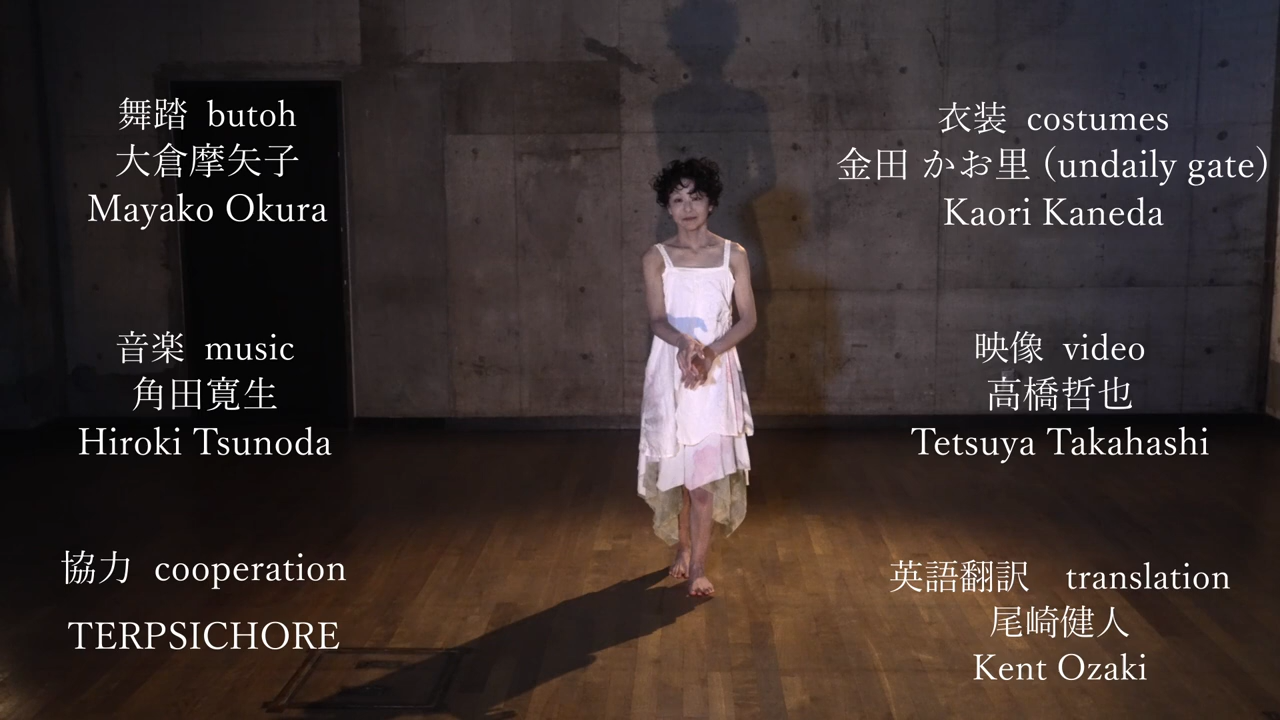 舞踏 butoh
大倉摩矢子
Mayako Okura
音楽 music
角田寛生
Hiroki Tsunoda
協力 cooperation
TERPSICHORE
衣装 costumes
金田 かお里 (undaily gate)
Kaori Kaneda
映像 video
高橋哲也
Tetsuya Takahashi
英語翻訳 translation
尾崎健人
Kent Ozaki